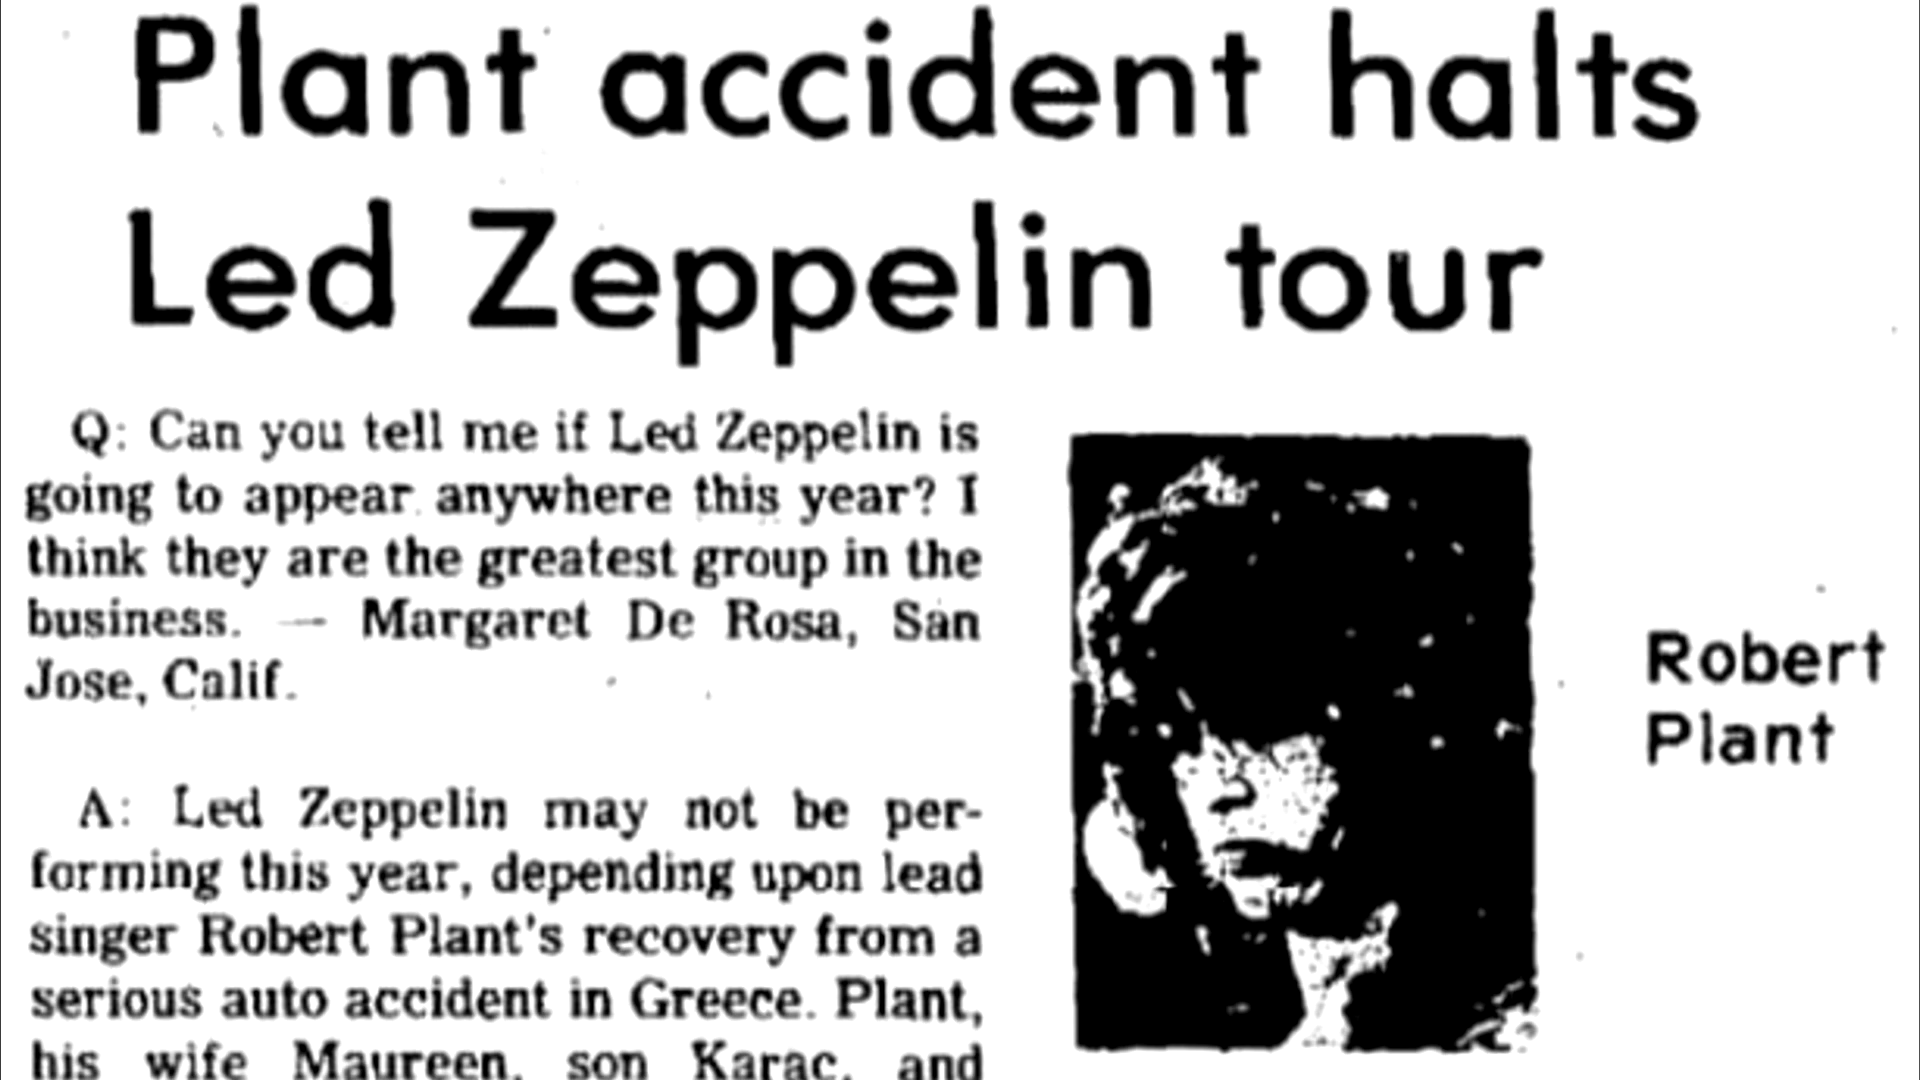 Plant accident halts
Led Zeppelin tour
Q: Can you tell me if Led Zeppelin is
going to appear anywhere this year? I
think they are the greatest group in the
business. — Margaret De Rosa, San
Jose, Calif.
A: Led Zeppelin may not be per-
forming this year, depending upon lead
singer Robert Plant's recovery from a
serious auto accident in Greece. Plant,
his wife Maureen, son Karac, and
Robert
Plant